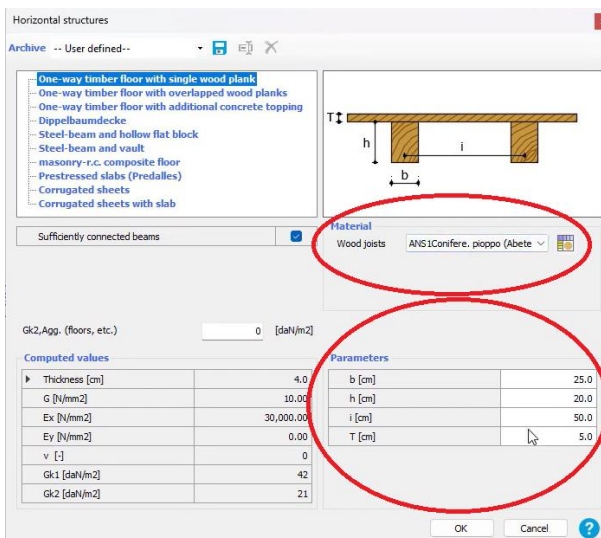 Horizontal structures
Archive -- User defined--
One-way timber floor with single wood plank
One-way timber floor with overlapped wood planks
One-way timber floor with additional concrete topping
Dippelbaumdecke
Steel-beam and hollow flat block
Steel-beam and vault
masonry-r.c. composite floor
Prestressed slabs (Predalles)
Corrugated sheets
Corrugated sheets with slab
T
h
i
b
Sufficiently connected beams
Material
Wood joists ANS1Conifere. pioppo (Abete
Gk2,Agg. (floors, etc.) 0 [daN/m2]
Computed values
Thickness [cm] 4.0
G [N/mm2] 10.00
Ex [N/mm2] 30,000.00
Ey [N/mm2] 0.00
v [-] 0
Gk1 [daN/m2] 42
Gk2 [daN/m2] 21
Parameters
b [cm] 25.0
h [cm] 20.0
i [cm] 50.0
T [cm] 5.0
OK Cancel ?